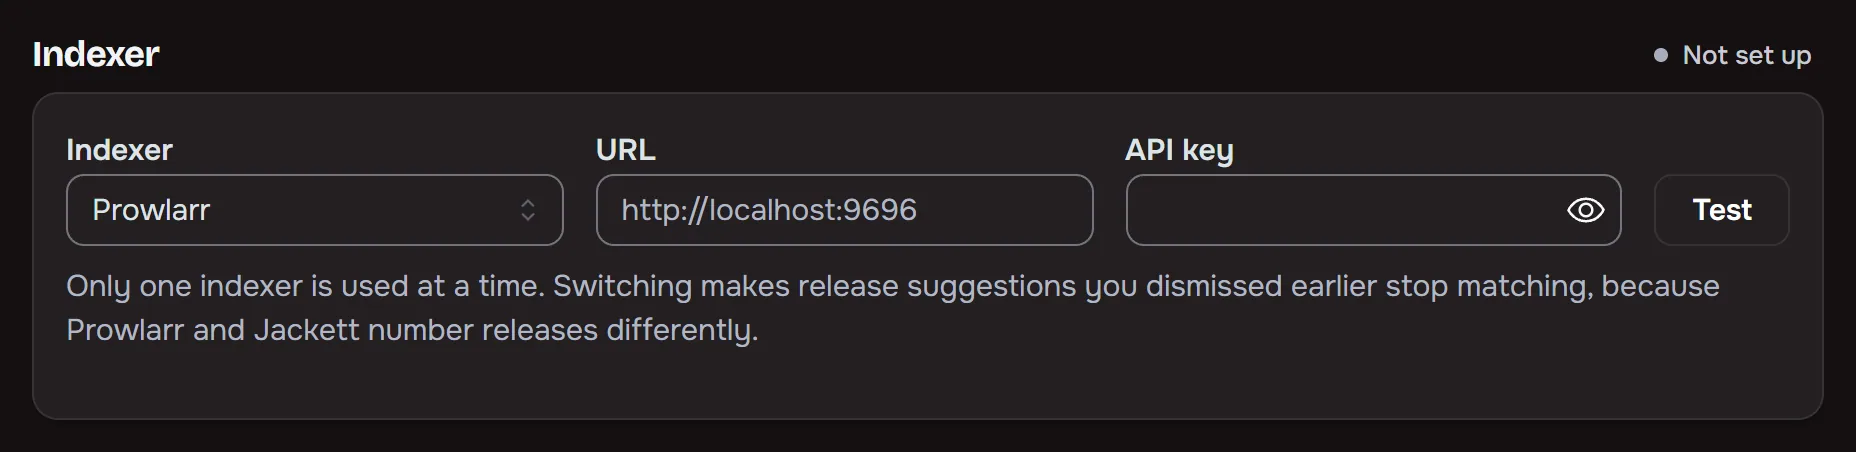 Indexer
Not set up
Indexer
URL
API key
Prowlarr
http://localhost:9696
Test
Only one indexer is used at a time. Switching makes release suggestions you dismissed earlier stop matching, because
Prowlarr and Jackett number releases differently.